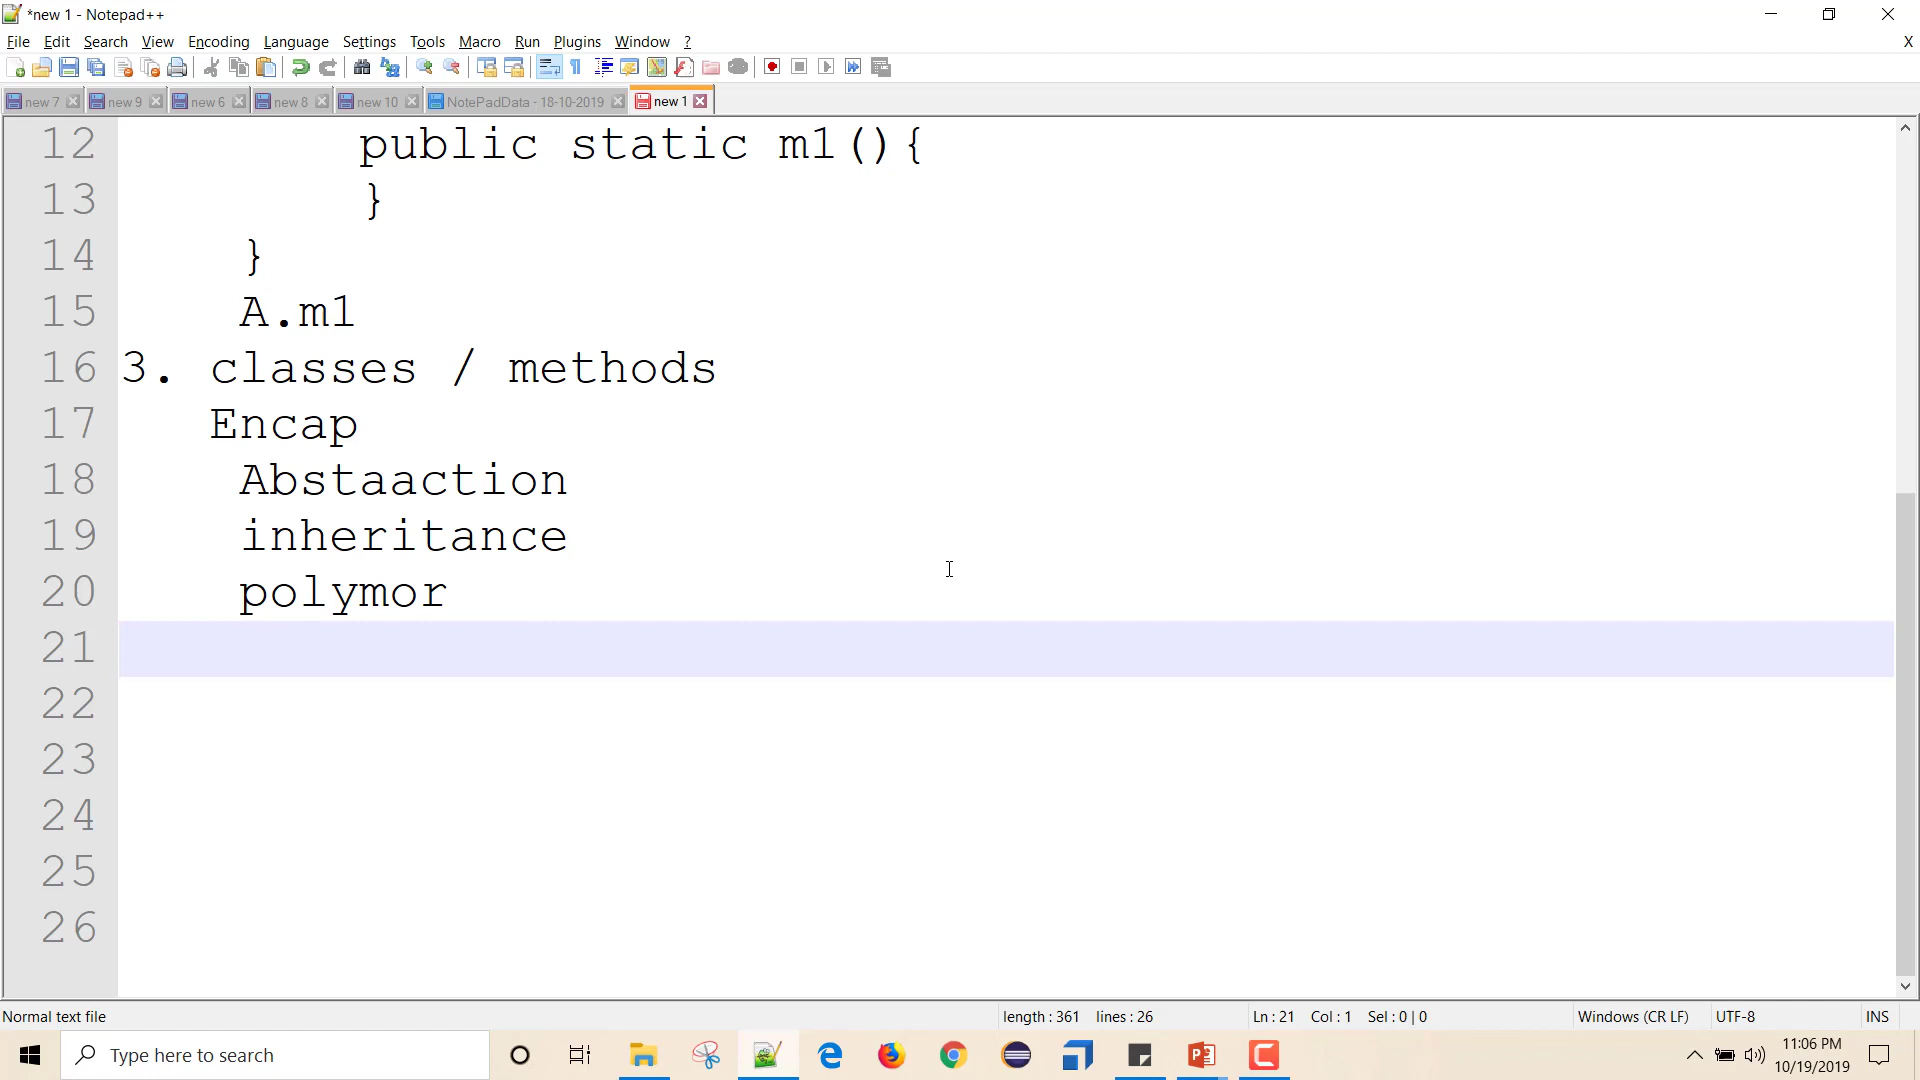 *new 1 - Notepad++
File Edit Search View Encoding Language Settings Tools Macro Run Plugins Window ? X
new 7 new 9 new 6 new 8 new 10 NotePadData - 18-10-2019 new 1
12 public static m1(){
13 }
14 }
15 A.m1
16 3. classes / methods
17 Encap
18 Abstaaction
19 inheritance
20 polymor
21
22
23
24
25
26
Normal text file length : 361 lines : 26 Ln : 21 Col : 1 Sel : 0 | 0 Windows (CR LF) UTF-8 INS
Type here to search
11:06 PM
10/19/2019